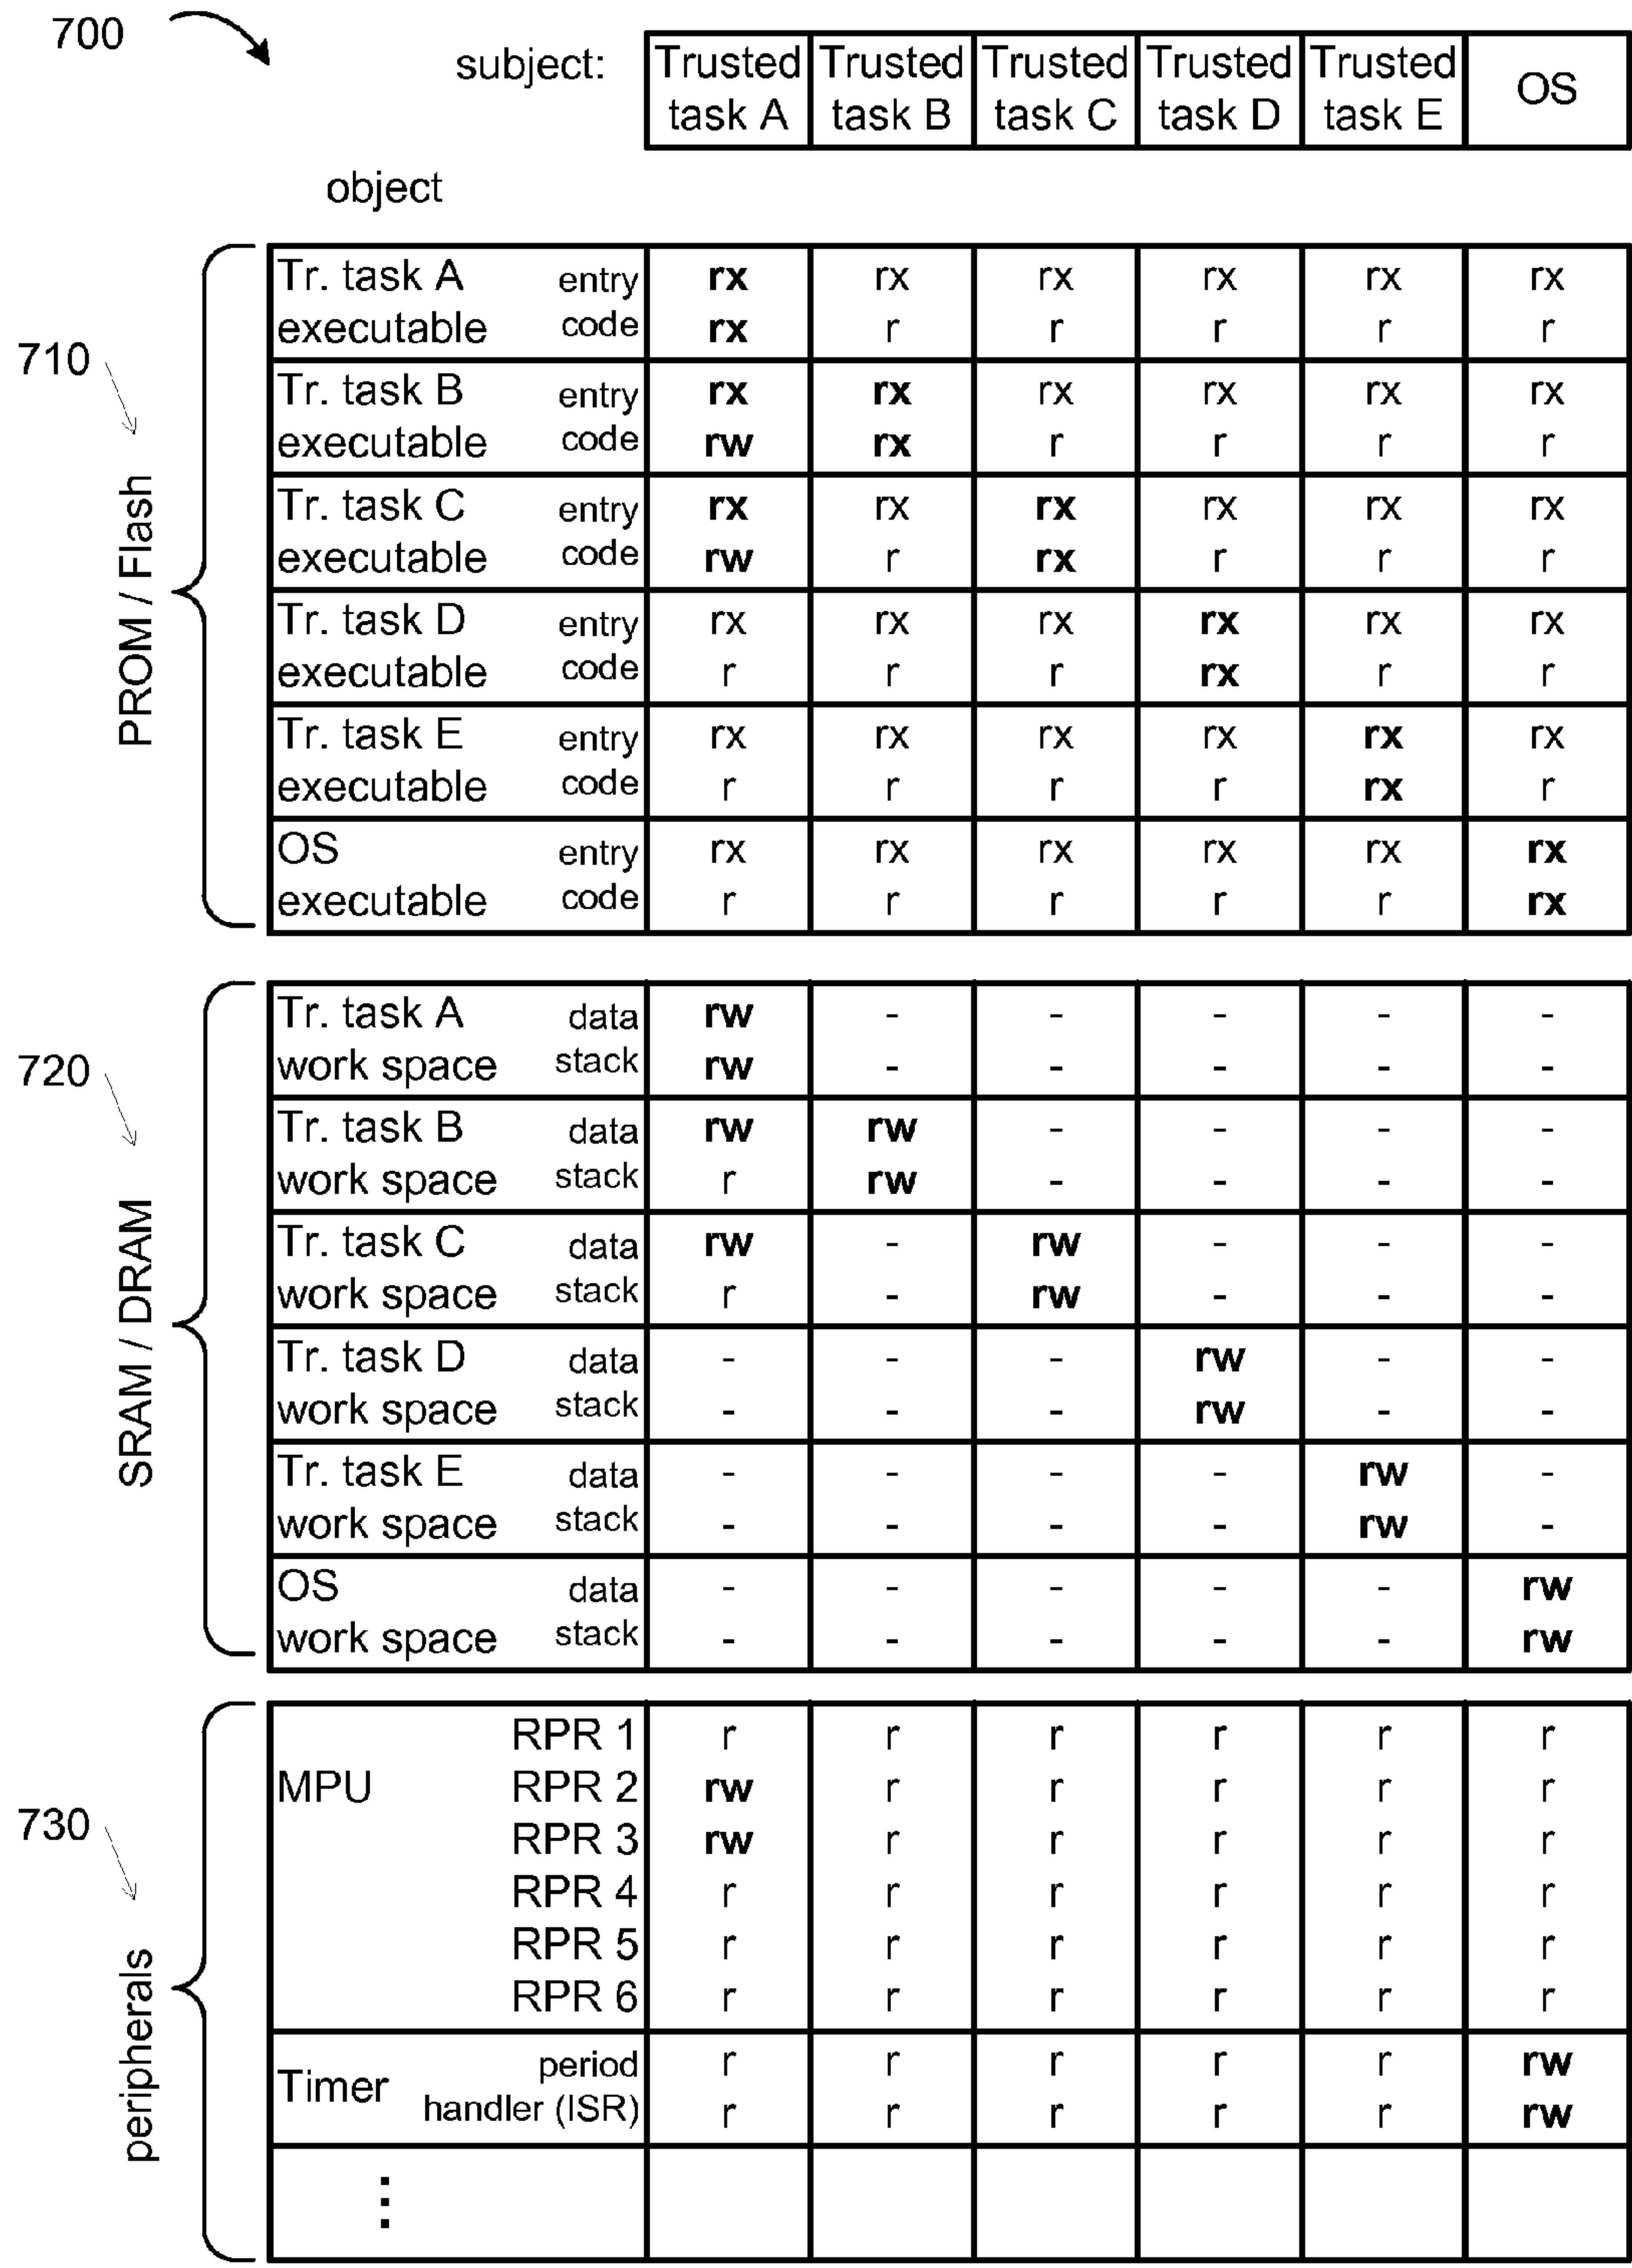 700
subject: Trusted Trusted Trusted Trusted Trusted OS
task A task B task C task D task E
object
710
PROM / Flash
Tr. task A entry rx rx rx rx rx rx
executable code rx r r r r r
Tr. task B entry rx rx rx rx rx rx
executable code rw rx r r r r
Tr. task C entry rx rx rx rx rx rx
executable code rw r rx r r r
Tr. task D entry rx rx rx rx rx rx
executable code r r r rx r r
Tr. task E entry rx rx rx rx rx rx
executable code r r r r rx r
OS entry rx rx rx rx rx rx
executable code r r r r r rx
720
SRAM / DRAM
Tr. task A data rw - - - - -
work space stack rw - - - - -
Tr. task B data rw rw - - - -
work space stack r rw - - - -
Tr. task C data rw - rw - - -
work space stack r - rw - - -
Tr. task D data - - - rw - -
work space stack - - - rw - -
Tr. task E data - - - - rw -
work space stack - - - - rw -
OS data - - - - - rw
work space stack - - - - - rw
730
peripherals
RPR 1 r r r r r r
MPU RPR 2 rw r r r r r
RPR 3 rw r r r r r
RPR 4 r r r r r r
RPR 5 r r r r r r
RPR 6 r r r r r r
Timer period r r r r r rw
handler (ISR) r r r r r rw
⋮